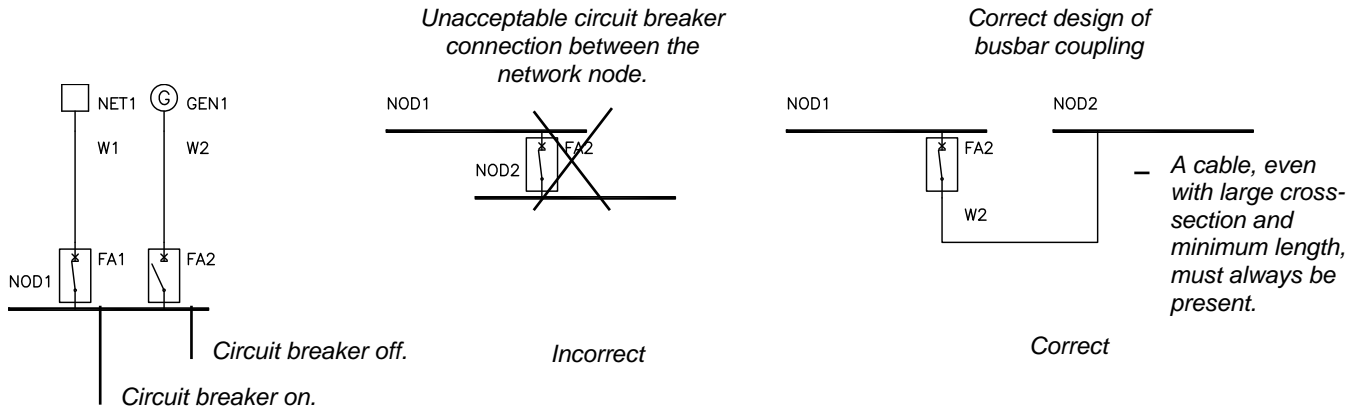 Unacceptable circuit breaker
connection between the
network node.
Correct design of
busbar coupling
NET1
G
GEN1
W1
W2
FA1
FA2
NOD1
Circuit breaker off.
Circuit breaker on.
NOD1
FA2
NOD2
Incorrect
NOD1
NOD2
FA2
W2
A cable, even
with large cross-
section and
minimum length,
must always be
present.
Correct